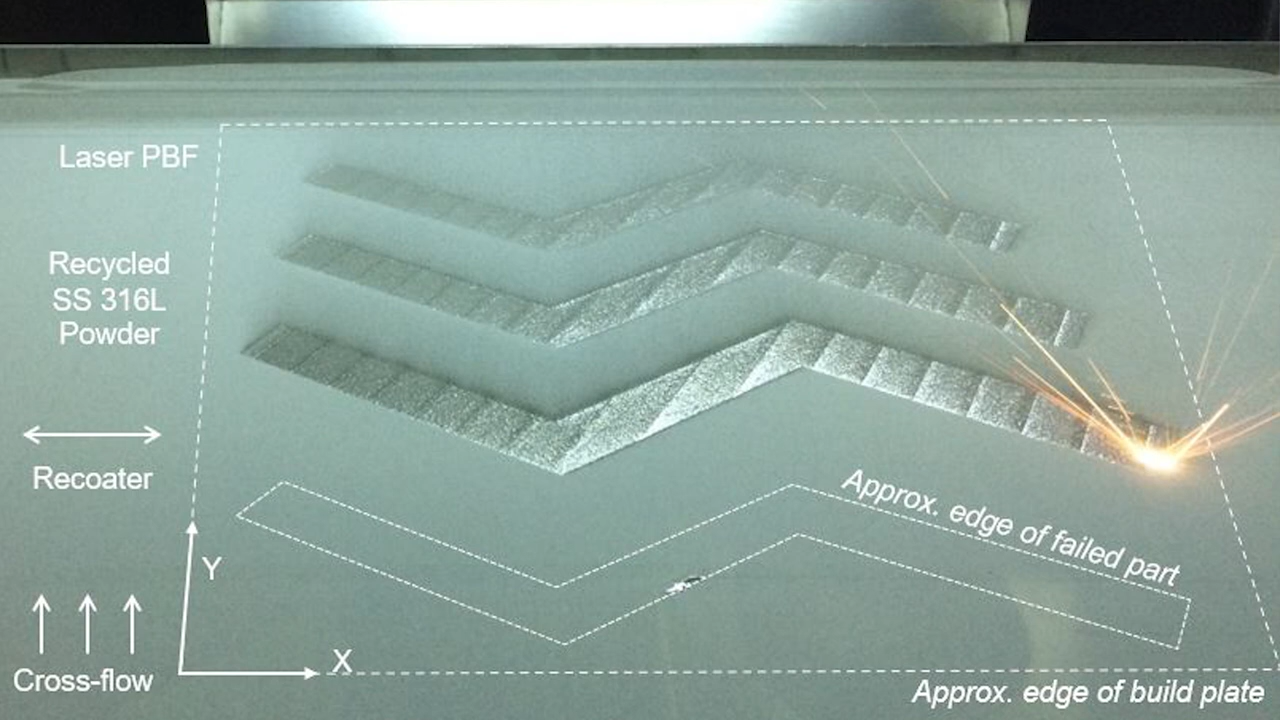 Laser PBF
Recycled
SS 316L
Powder
Recoater
Approx. edge of failed part
Y
X
Cross-flow
Approx. edge of build plate